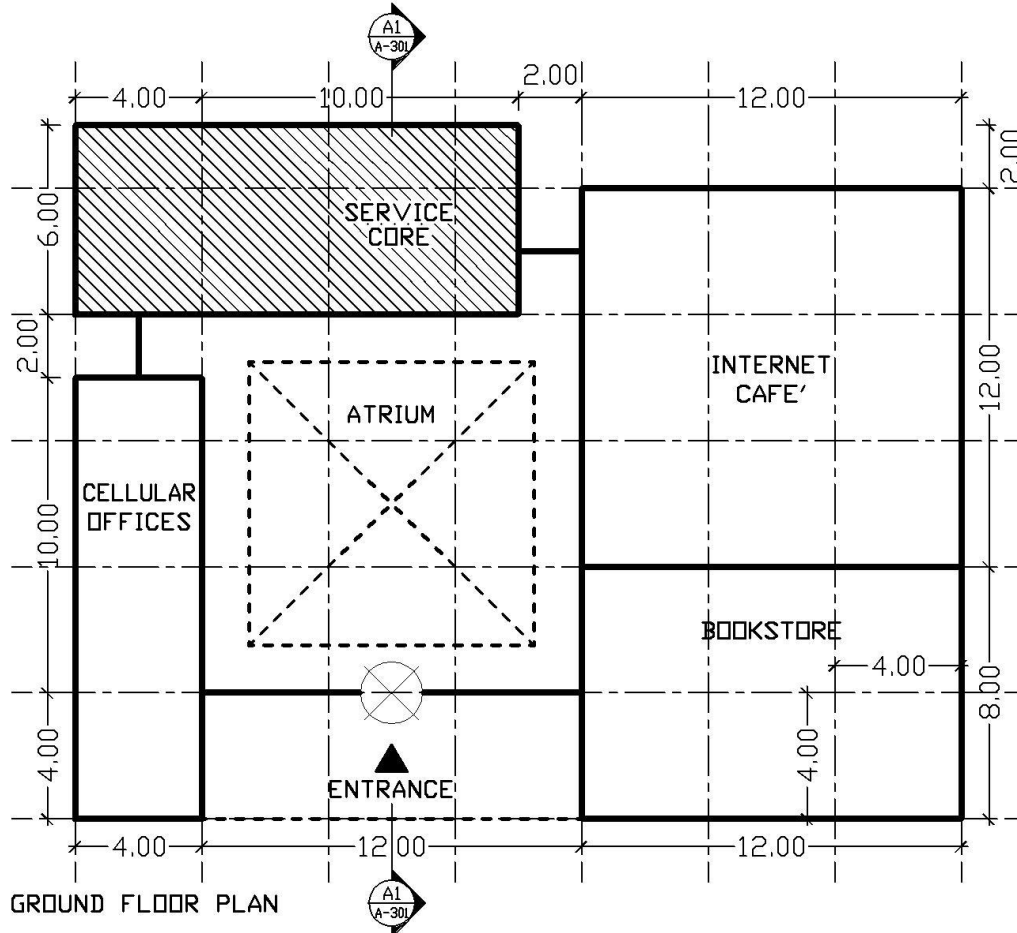 A1
A-301
4.00
10.00
2.00
12.00
2.00
6.00
SERVICE
CORE
2.00
INTERNET
CAFE'
12.00
ATRIUM
CELLULAR
OFFICES
10.00
BOOKSTORE
4.00
8.00
4.00
4.00
ENTRANCE
4.00
12.00
12.00
A1
A-301
GROUND FLOOR PLAN